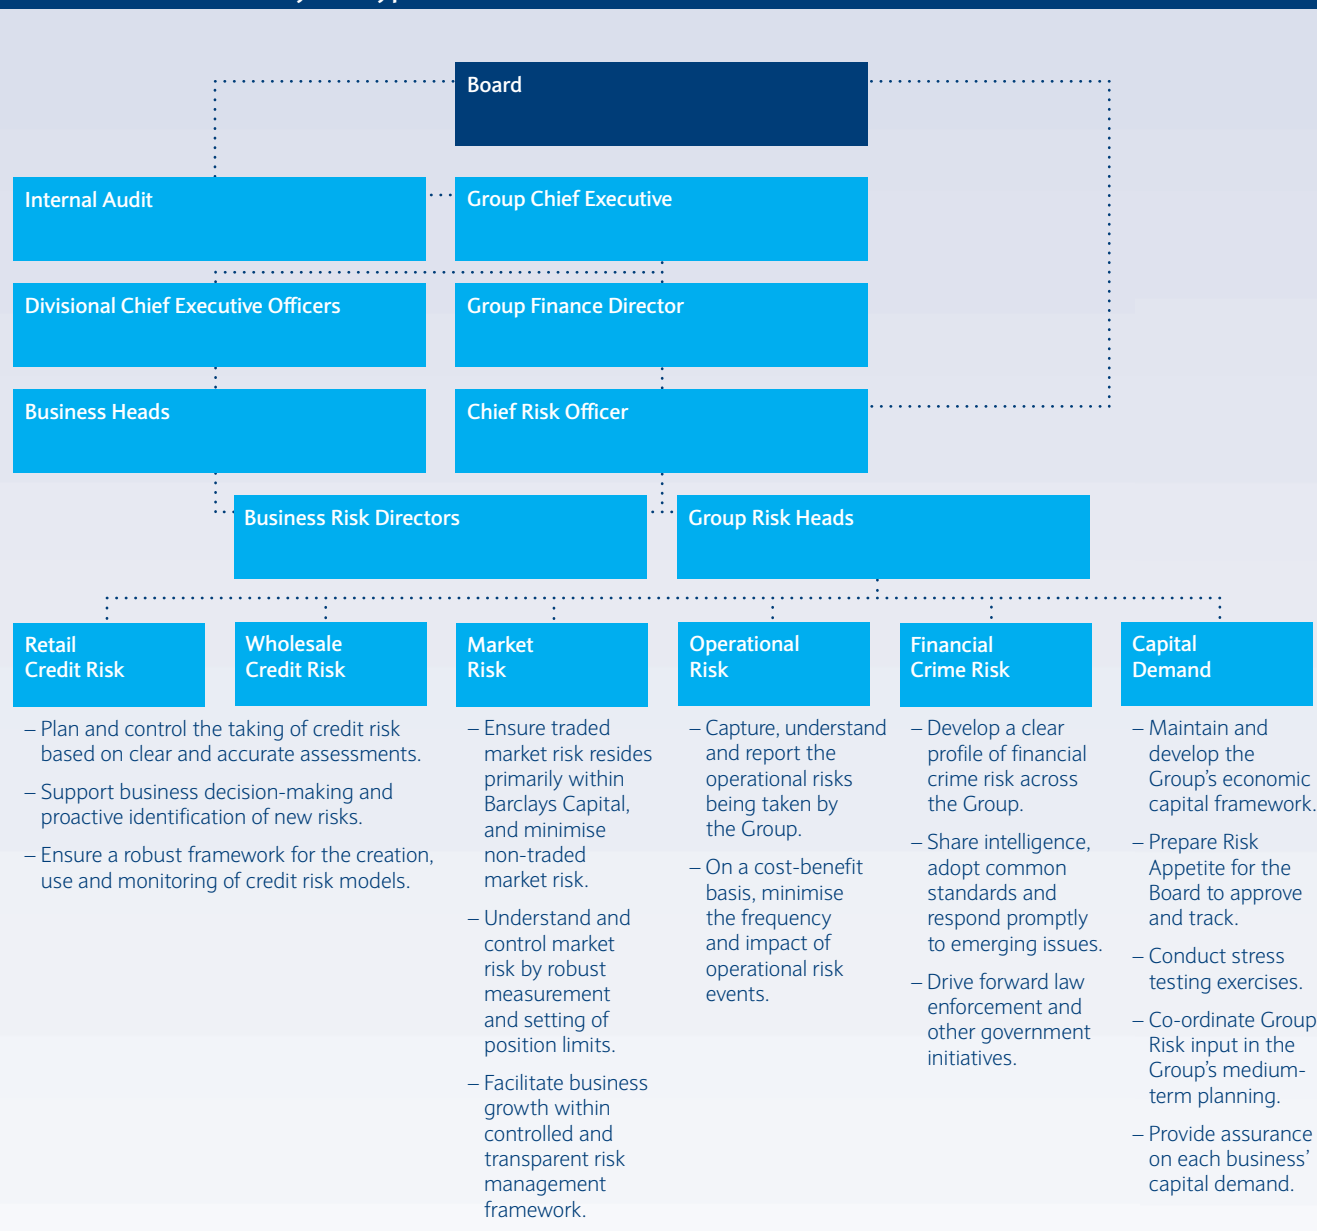 Board
Internal Audit
Group Chief Executive
Divisional Chief Executive Officers
Group Finance Director
Business Heads
Chief Risk Officer
Business Risk Directors
Group Risk Heads
Retail
Credit Risk
– Plan and control the taking of credit risk
based on clear and accurate assessments.
– Support business decision-making and
proactive identification of new risks.
– Ensure a robust framework for the creation,
use and monitoring of credit risk models.
Wholesale
Credit Risk
Market
Risk
– Ensure traded
market risk resides
primarily within
Barclays Capital,
and minimise
non-traded
market risk.
– Understand and
control market
risk by robust
measurement
and setting of
position limits.
– Facilitate business
growth within
controlled and
transparent risk
management
framework.
Operational
Risk
– Capture, understand
and report the
operational risks
being taken by
the Group.
– On a cost-benefit
basis, minimise
the frequency
and impact of
operational risk
events.
Financial
Crime Risk
– Develop a clear
profile of financial
crime risk across
the Group.
– Share intelligence,
adopt common
standards and
respond promptly
to emerging issues.
– Drive forward law
enforcement and
other government
initiatives.
Capital
Demand
– Maintain and
develop the
Group’s economic
capital framework.
– Prepare Risk
Appetite for the
Board to approve
and track.
– Conduct stress
testing exercises.
– Co-ordinate Group
Risk input in the
Group’s medium-
term planning.
– Provide assurance
on each business’
capital demand.